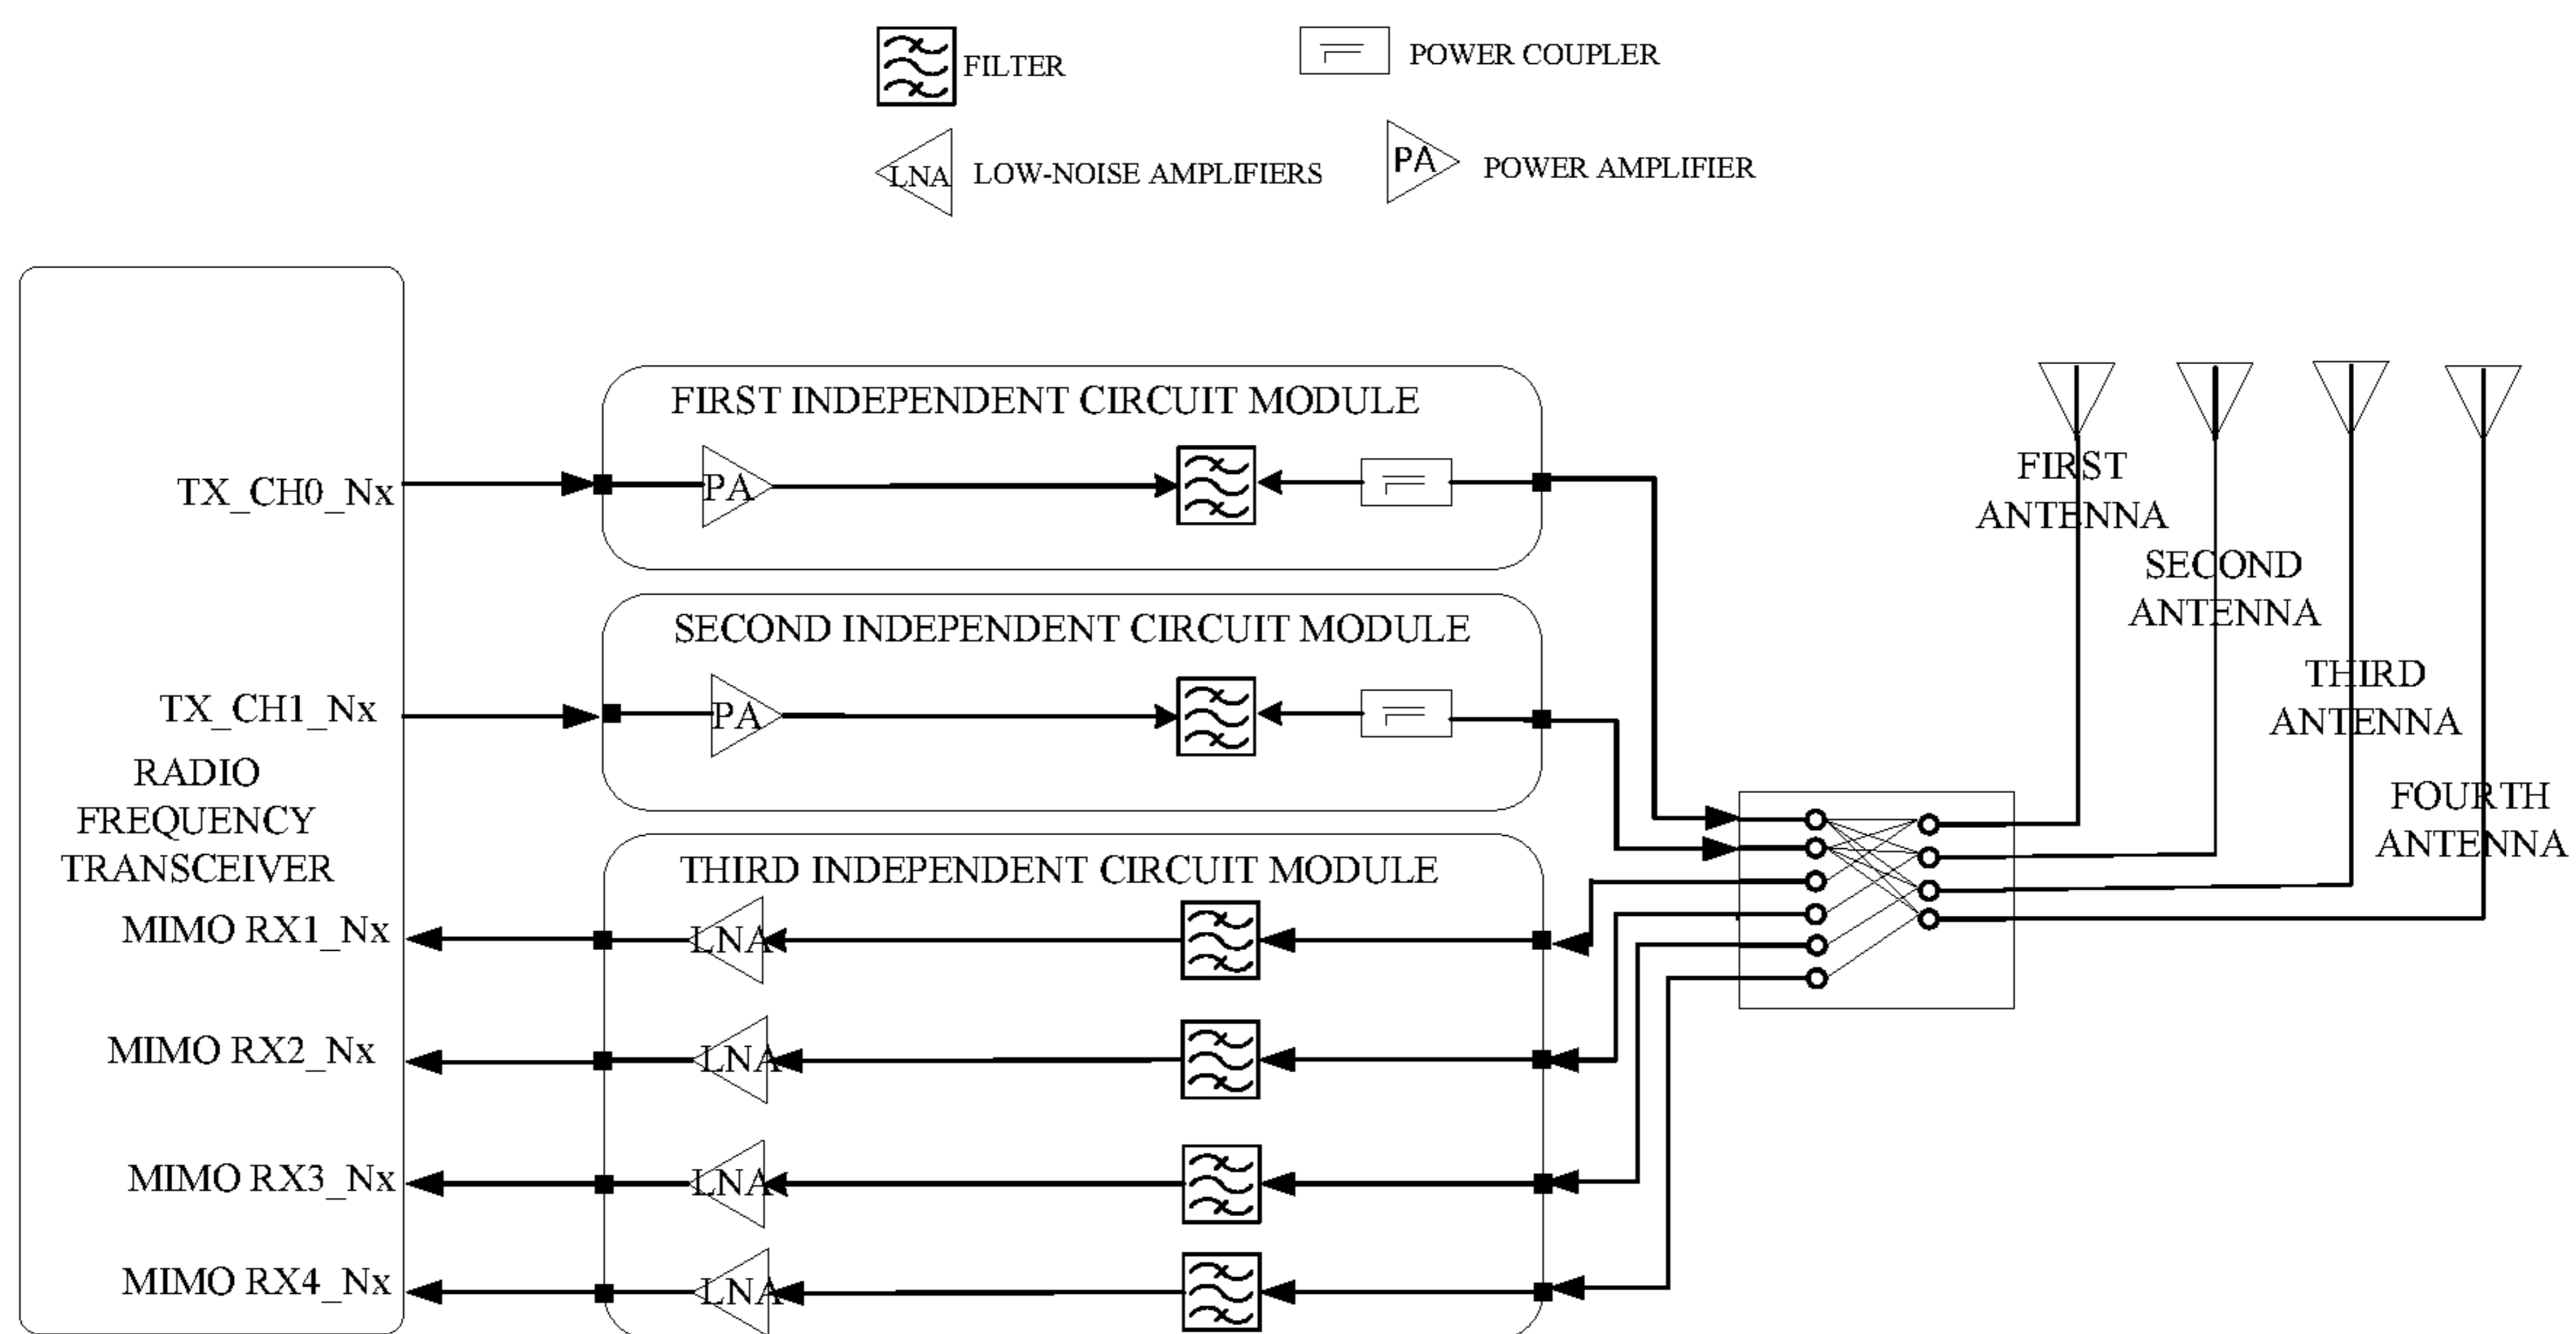 FILTER
POWER COUPLER
LNA
LOW-NOISE AMPLIFIERS
PA
POWER AMPLIFIER
FIRST INDEPENDENT CIRCUIT MODULE
TX_CH0_Nx
PA
SECOND INDEPENDENT CIRCUIT MODULE
TX_CH1_Nx
PA
RADIO
FREQUENCY
TRANSCEIVER
THIRD INDEPENDENT CIRCUIT MODULE
MIMO RX1_Nx
LNA
MIMO RX2_Nx
LNA
MIMO RX3_Nx
LNA
MIMO RX4_Nx
LNA
FIRST
ANTENNA
SECOND
ANTENNA
THIRD
ANTENNA
FOURTH
ANTENNA